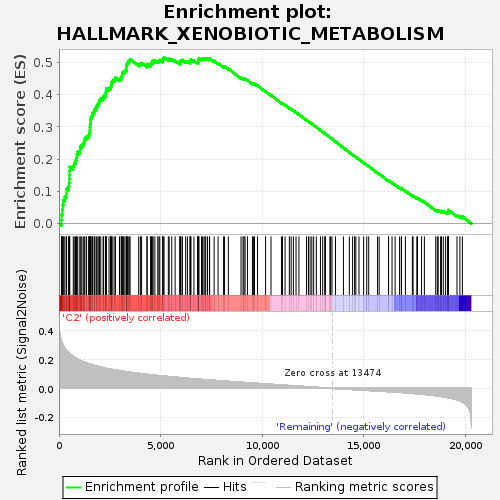 Enrichment plot:
HALLMARK_XENOBIOTIC_METABOLISM
Enrichment score (ES)
0.5
0.4
0.3
0.2
0.1
0.0
'C2' (positively correlated)
Ranked list metric (Signal2Noise)
0.4
0.2
0.0
-0.2
Zero cross at 13474
'Remaining' (negatively correlated)
0
5,000
10,000
15,000
20,000
Rank in Ordered Dataset
Enrichment profile
Hits
Ranking metric scores